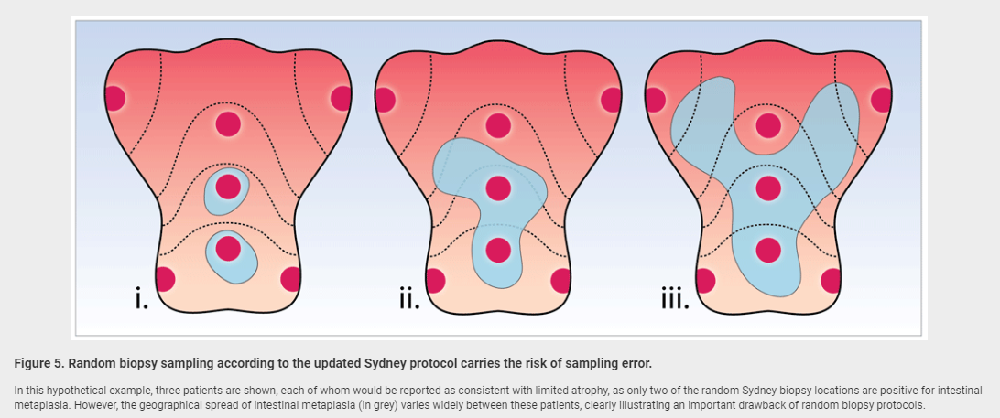 i.
ii.
iii.
Figure 5. Random biopsy sampling according to the updated Sydney protocol carries the risk of sampling error.
In this hypothetical example, three patients are shown, each of whom would be reported as consistent with limited atrophy, as only two of the random Sydney biopsy locations are positive for intestinal
metaplasia. However, the geographical spread of intestinal metaplasia (in grey) varies widely between these patients, clearly illustrating an important drawback of random biopsy protocols.